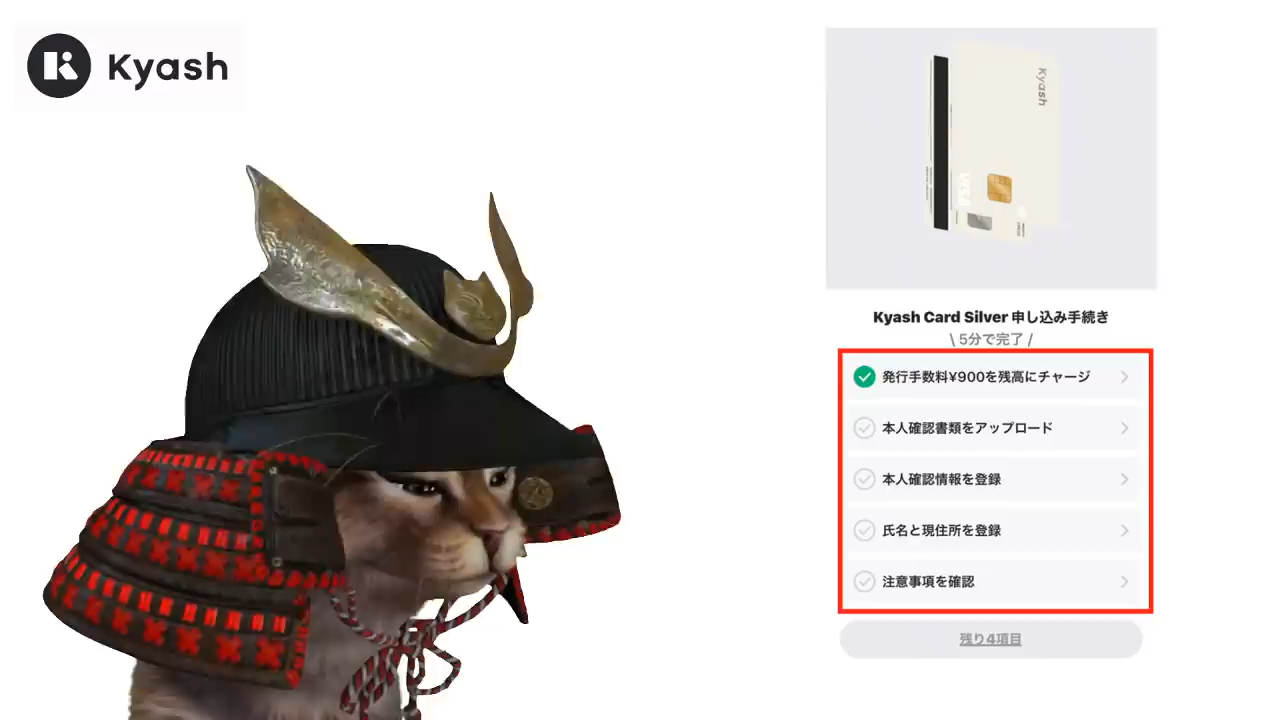 Kyash
Kyash
VISA
Kyash Card Silver 申し込み手続き
\ 5分で完了 /
発行手数料¥900を残高にチャージ
本人確認書類をアップロード
本人確認情報を登録
氏名と現住所を登録
注意事項を確認
残り4項目